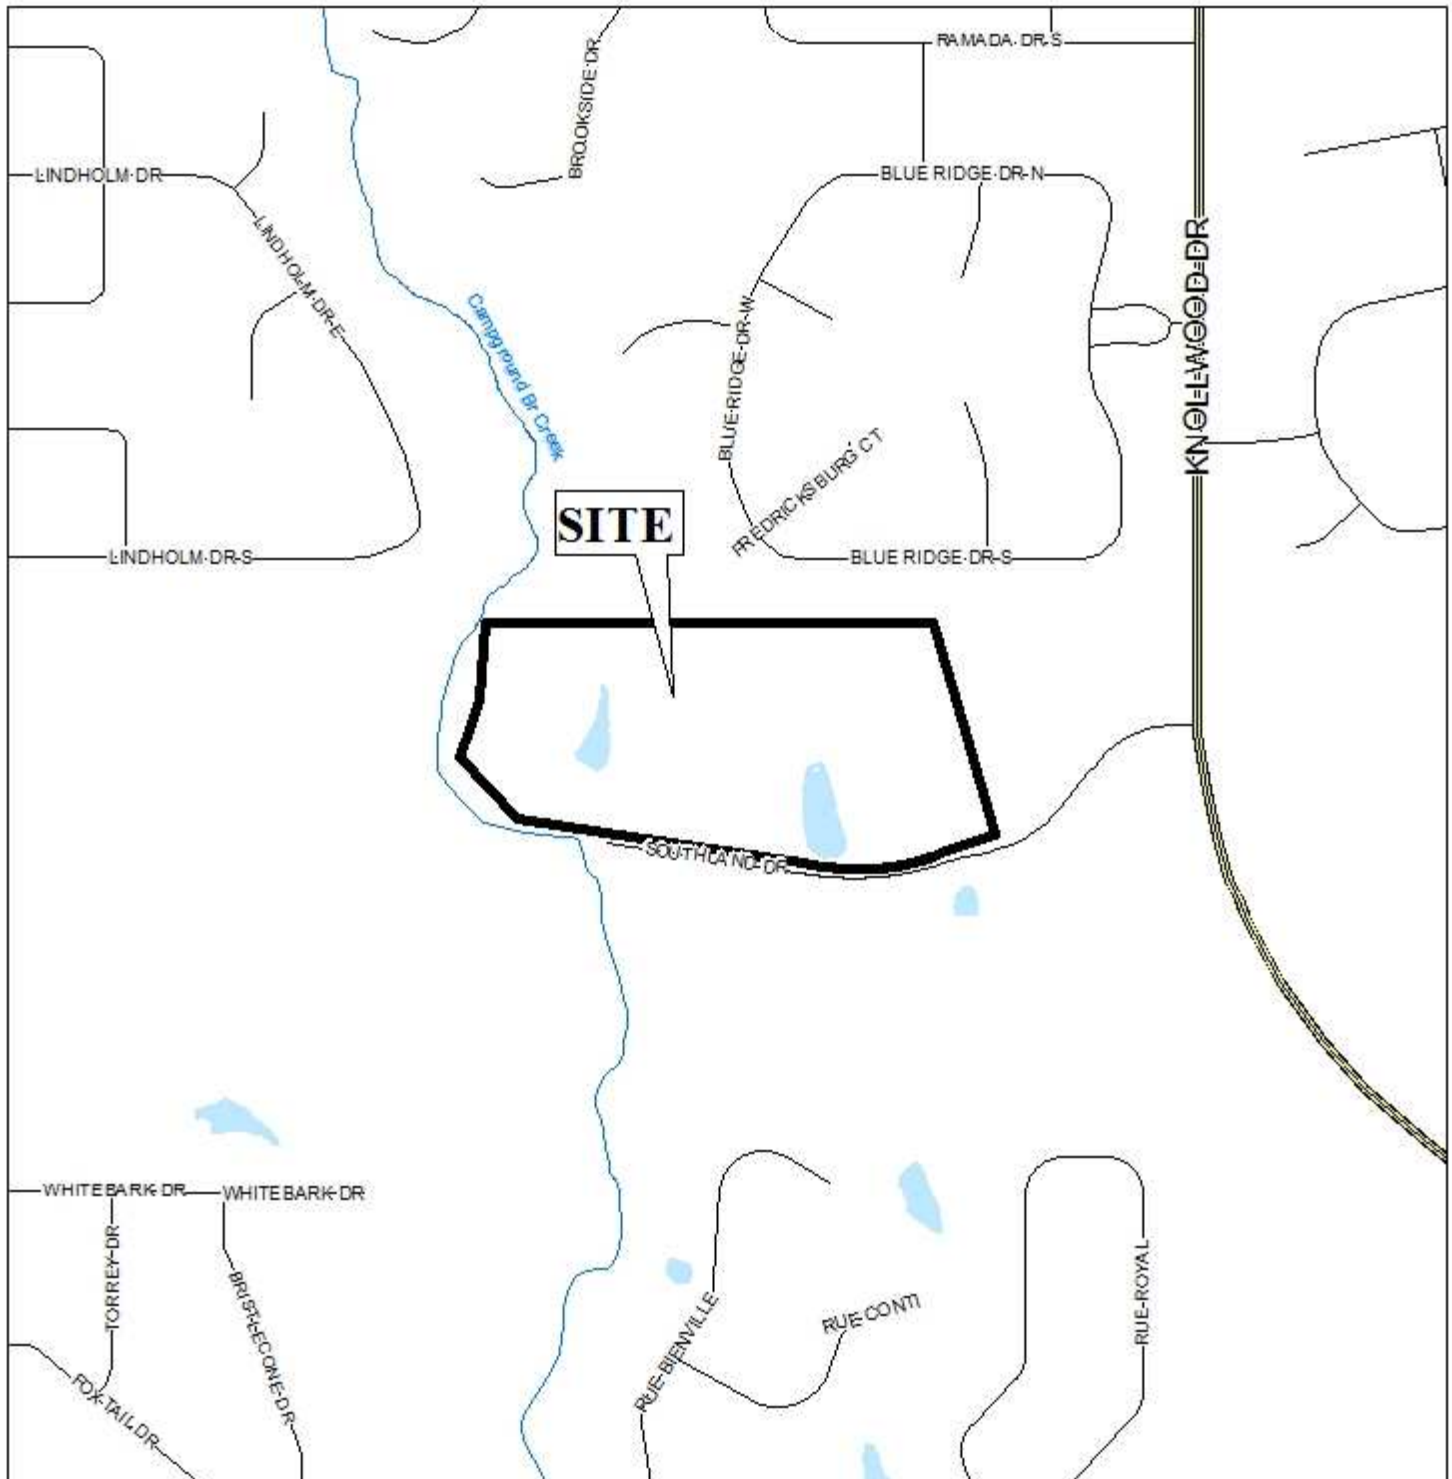 RAMADA DR S
BROOKSIDE DR
LINDHOLM DR
BLUE RIDGE DR N
LINDHOLM DR E
KNOLLWOOD DR
Campground Br Creek
BLUE RIDGE DR W
FREDRICKSBURG CT
SITE
LINDHOLM DR S
BLUE RIDGE DR S
SOUTHLAND DR
WHITEBARK DR
WHITEBARK DR
TORREY DR
BRISTLECONE DR
RUE ROYAL
RUE BIENVILLE
RUE CONTI
FOX TAIL DR